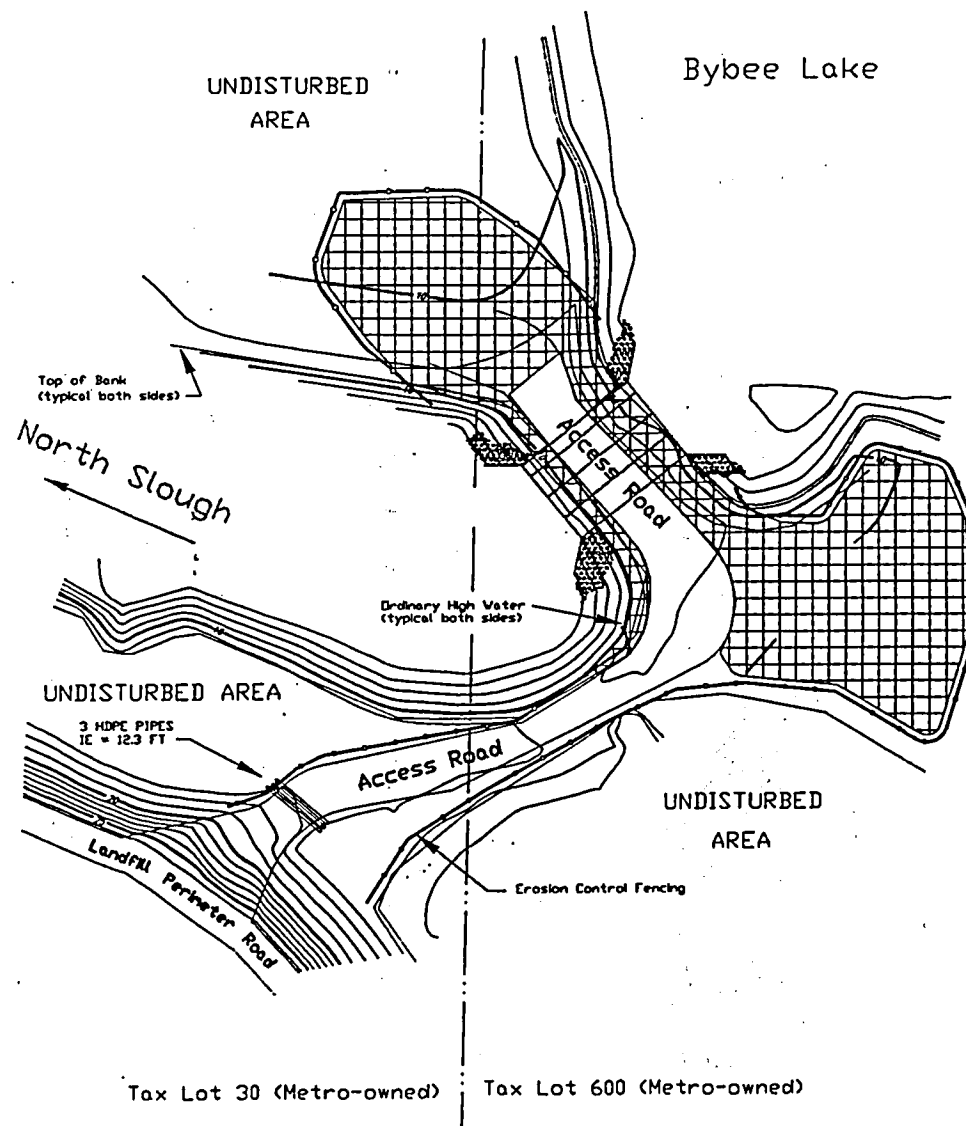 UNDISTURBED
AREA
Bybee Lake
10
Top of Bank
(typical both sides)
North Slough
Access Road
Ordinary High Water
(typical both sides)
UNDISTURBED AREA
3 HDPE PIPES
IE = 12.3 FT
Access Road
UNDISTURBED
AREA
20
Landfill Perimeter Road
Erosion Control Fencing
Tax Lot 30 (Metro-owned)
Tax Lot 600 (Metro-owned)